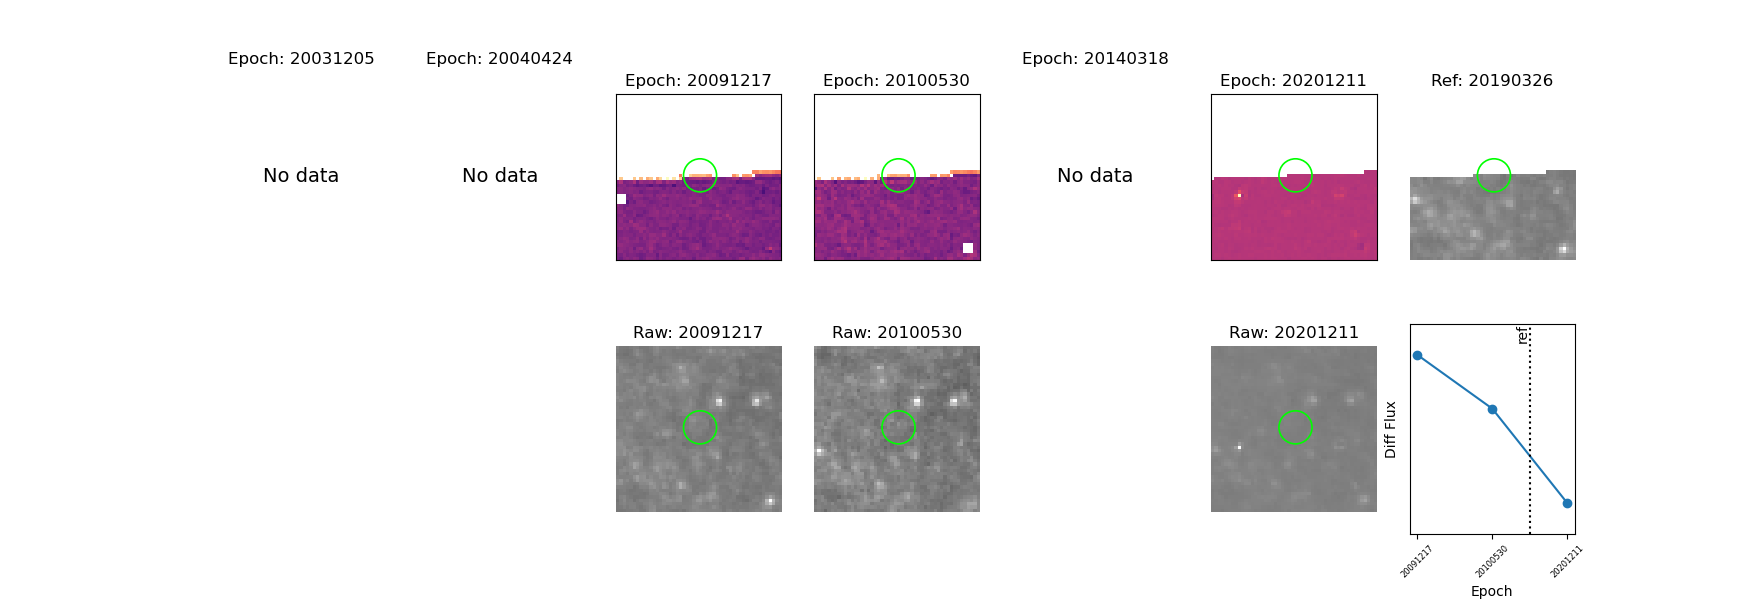 Epoch: 20031205
Epoch: 20040424
Epoch: 20091217
Epoch: 20100530
Epoch: 20140318
Epoch: 20201211
Ref: 20190326
No data
No data
No data
Raw: 20091217
Raw: 20100530
Raw: 20201211
ref
Diff Flux
20091217
20100530
20201211
Epoch